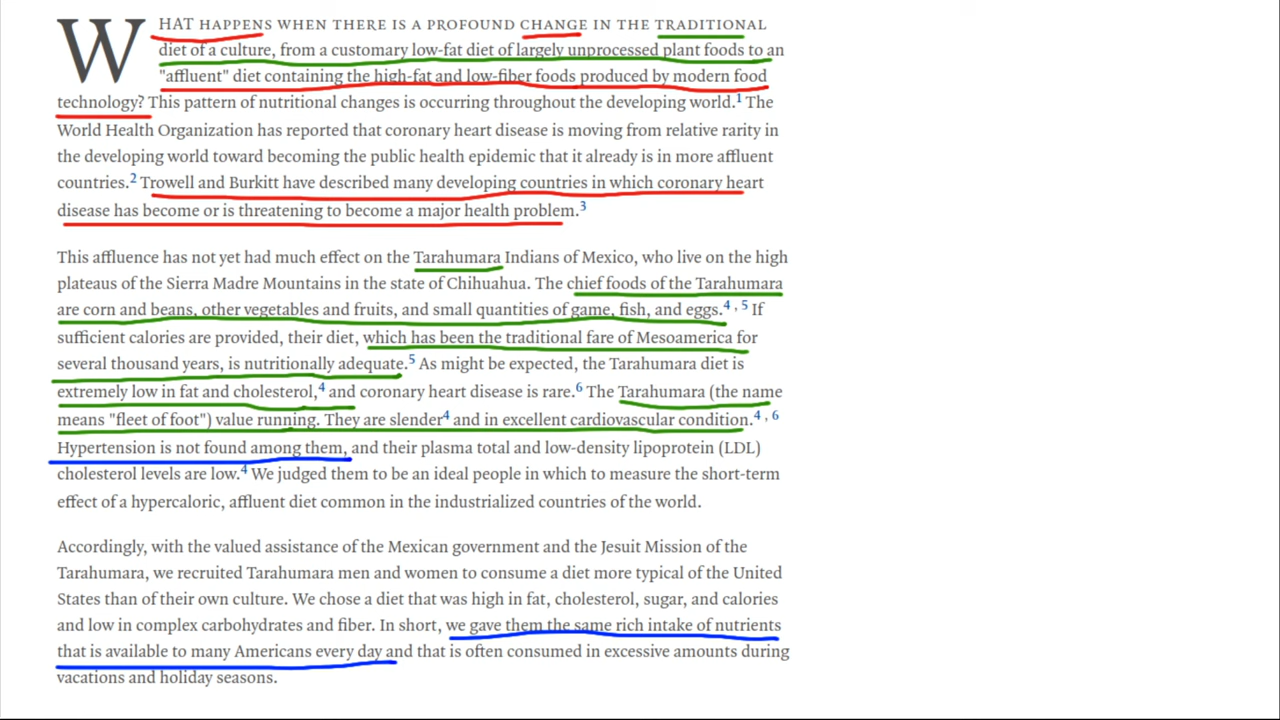 WHAT HAPPENS WHEN THERE IS A PROFOUND CHANGE IN THE TRADITIONAL
diet of a culture, from a customary low-fat diet of largely unprocessed plant foods to an
"affluent" diet containing the high-fat and low-fiber foods produced by modern food
technology? This pattern of nutritional changes is occurring throughout the developing world.1 The
World Health Organization has reported that coronary heart disease is moving from relative rarity in
the developing world toward becoming the public health epidemic that it already is in more affluent
countries.2 Trowell and Burkitt have described many developing countries in which coronary heart
disease has become or is threatening to become a major health problem.3
This affluence has not yet had much effect on the Tarahumara Indians of Mexico, who live on the high
plateaus of the Sierra Madre Mountains in the state of Chihuahua. The chief foods of the Tarahumara
are corn and beans, other vegetables and fruits, and small quantities of game, fish, and eggs.4,5 If
sufficient calories are provided, their diet, which has been the traditional fare of Mesoamerica for
several thousand years, is nutritionally adequate.5 As might be expected, the Tarahumara diet is
extremely low in fat and cholesterol,4 and coronary heart disease is rare.6 The Tarahumara (the name
means "fleet of foot") value running. They are slender4 and in excellent cardiovascular condition.4,6
Hypertension is not found among them, and their plasma total and low-density lipoprotein (LDL)
cholesterol levels are low.4 We judged them to be an ideal people in which to measure the short-term
effect of a hypercaloric, affluent diet common in the industrialized countries of the world.
Accordingly, with the valued assistance of the Mexican government and the Jesuit Mission of the
Tarahumara, we recruited Tarahumara men and women to consume a diet more typical of the United
States than of their own culture. We chose a diet that was high in fat, cholesterol, sugar, and calories
and low in complex carbohydrates and fiber. In short, we gave them the same rich intake of nutrients
that is available to many Americans every day and that is often consumed in excessive amounts during
vacations and holiday seasons.